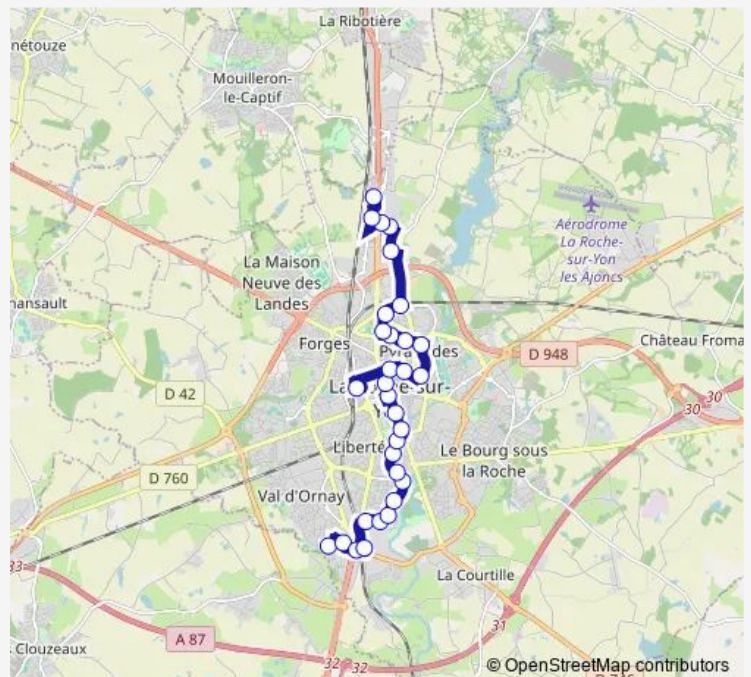 La Ribotière
nétouze
Mouilleron-
le-Captif
Aérodrome
La Roche-
sur-Yon
les Ajoncs
La Maison
Neuve des
Landes
hansault
Forges
Château Froma
D 948
D 42
30
30
Liberté
Le Bourg sous
la Roche
D 760
Val d'Ornay
33
La Courtille
31
A 87
Clouzeaux
32
32
© OpenStreetMap contributors